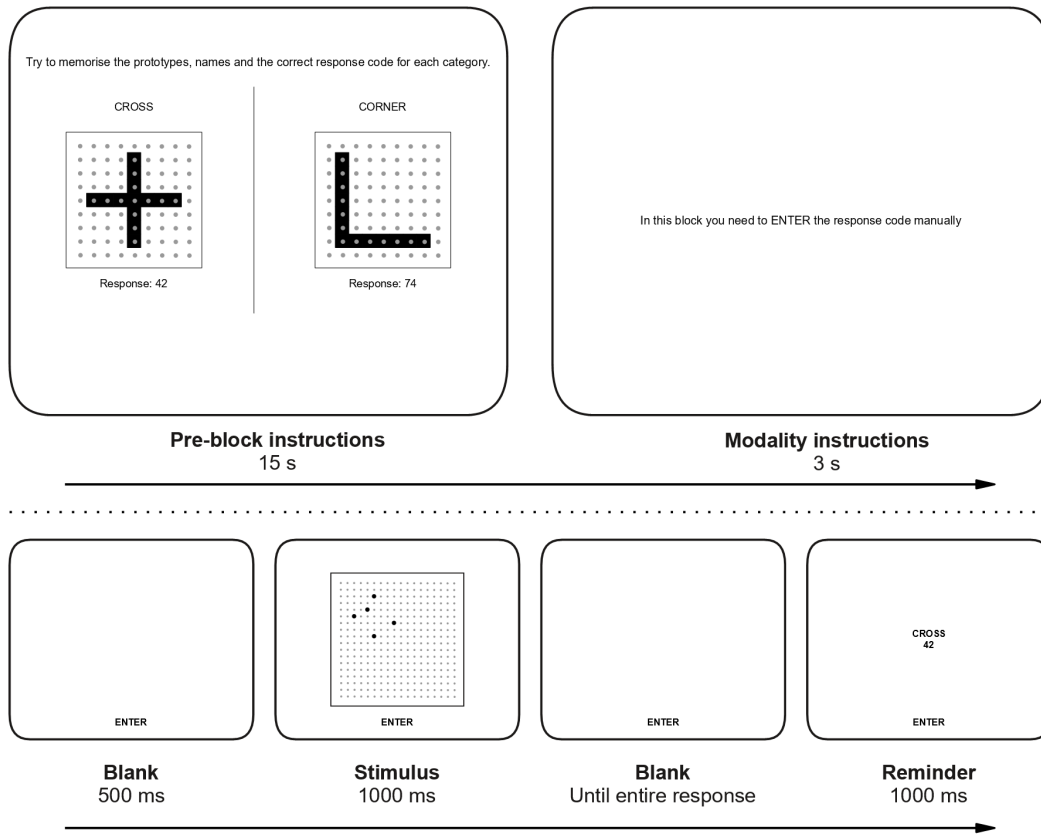 Try to memorise the prototypes, names and the correct response code for each category.
CROSS
CORNER
Response: 42
Response: 74
In this block you need to ENTER the response code manually
Pre-block instructions
15 s
Modality instructions
3 s
ENTER
ENTER
ENTER
CROSS
42
ENTER
Blank
500 ms
Stimulus
1000 ms
Blank
Until entire response
Reminder
1000 ms